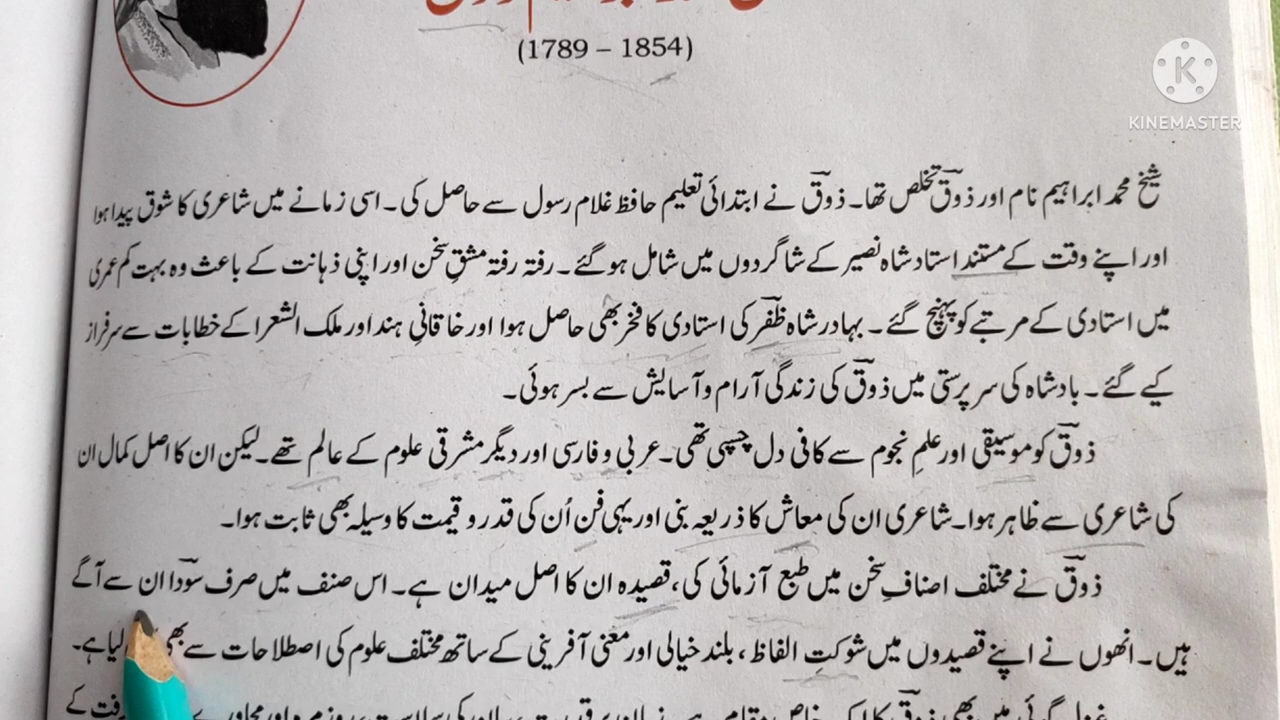 (1789 – 1854)
KINEMASTER
شیخ محمد ابراہیم نام اور ذوقؔ تخلص تھا۔ ذوقؔ نے ابتدائی تعلیم حافظ غلام رسول سے حاصل کی۔ اسی زمانے میں شاعری کا شوق پیدا ہوا
اور اپنے وقت کے مستند استاد شاہ نصیر کے شاگردوں میں شامل ہوگئے۔ رفتہ رفتہ مشقِ سخن اور اپنی ذہانت کے باعث وہ بہت کم عمری
میں استادی کے مرتبے کو پہنچ گئے۔ بہادر شاہ ظفرؔ کی استادی کا فخر بھی حاصل ہوا اور خاقانیِ ہند اور ملک الشعرا کے خطابات سے سرفراز
کیے گئے۔ بادشاہ کی سرپرستی میں ذوقؔ کی زندگی آرام و آسایش سے بسر ہوئی۔
ذوقؔ کو موسیقی اور علمِ نجوم سے کافی دل چسپی تھی۔ عربی و فارسی اور دیگر مشرقی علوم کے عالم تھے۔ لیکن ان کا اصل کمال ان
کی شاعری سے ظاہر ہوا۔ شاعری ان کی معاش کا ذریعہ بنی اور یہی فن اُن کی قدر و قیمت کا وسیلہ بھی ثابت ہوا۔
ذوقؔ نے مختلف اصنافِ سخن میں طبع آزمائی کی، قصیدہ ان کا اصل میدان ہے۔ اس صنف میں صرف سوداؔ ان سے آگے
ہیں۔ انھوں نے اپنے قصیدوں میں شوکتِ الفاظ، بلند خیالی اور معنی آفرینی کے ساتھ مختلف علوم کی اصطلاحات سے بھی لیا ہے۔
میں بھی ذوقؔ کا